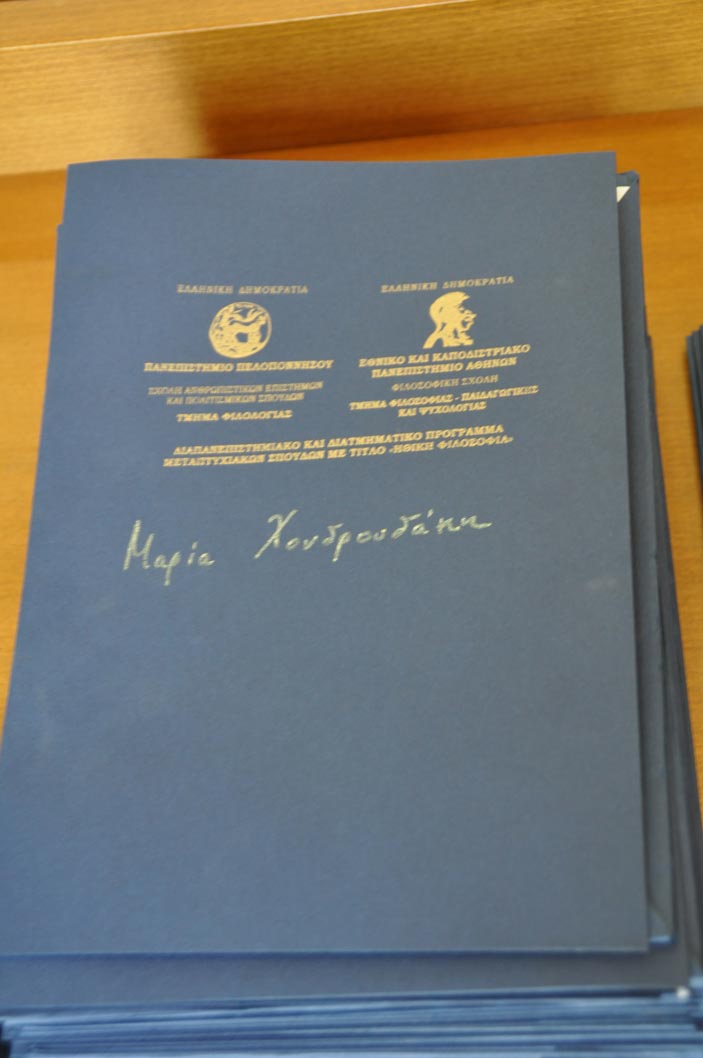 ΕΛΛΗΝΙΚΗ ΔΗΜΟΚΡΑΤΙΑ
ΠΑΝΕΠΙΣΤΗΜΙΟ ΠΕΛΟΠΟΝΝΗΣΟΥ
ΣΧΟΛΗ ΑΝΘΡΩΠΙΣΤΙΚΩΝ ΕΠΙΣΤΗΜΩΝ
ΚΑΙ ΠΟΛΙΤΙΣΜΙΚΩΝ ΣΠΟΥΔΩΝ
ΤΜΗΜΑ ΦΙΛΟΛΟΓΙΑΣ
ΕΛΛΗΝΙΚΗ ΔΗΜΟΚΡΑΤΙΑ
ΕΘΝΙΚΟ ΚΑΙ ΚΑΠΟΔΙΣΤΡΙΑΚΟ
ΠΑΝΕΠΙΣΤΗΜΙΟ ΑΘΗΝΩΝ
ΦΙΛΟΣΟΦΙΚΗ ΣΧΟΛΗ
ΤΜΗΜΑ ΦΙΛΟΣΟΦΙΑΣ - ΠΑΙΔΑΓΩΓΙΚΗΣ
ΚΑΙ ΨΥΧΟΛΟΓΙΑΣ
ΔΙΑΠΑΝΕΠΙΣΤΗΜΙΑΚΟ ΚΑΙ ΔΙΑΤΜΗΜΑΤΙΚΟ ΠΡΟΓΡΑΜΜΑ
ΜΕΤΑΠΤΥΧΙΑΚΩΝ ΣΠΟΥΔΩΝ ΜΕ ΤΙΤΛΟ «ΗΘΙΚΗ ΦΙΛΟΣΟΦΙΑ»
Μαρία Χονδρουδάκη